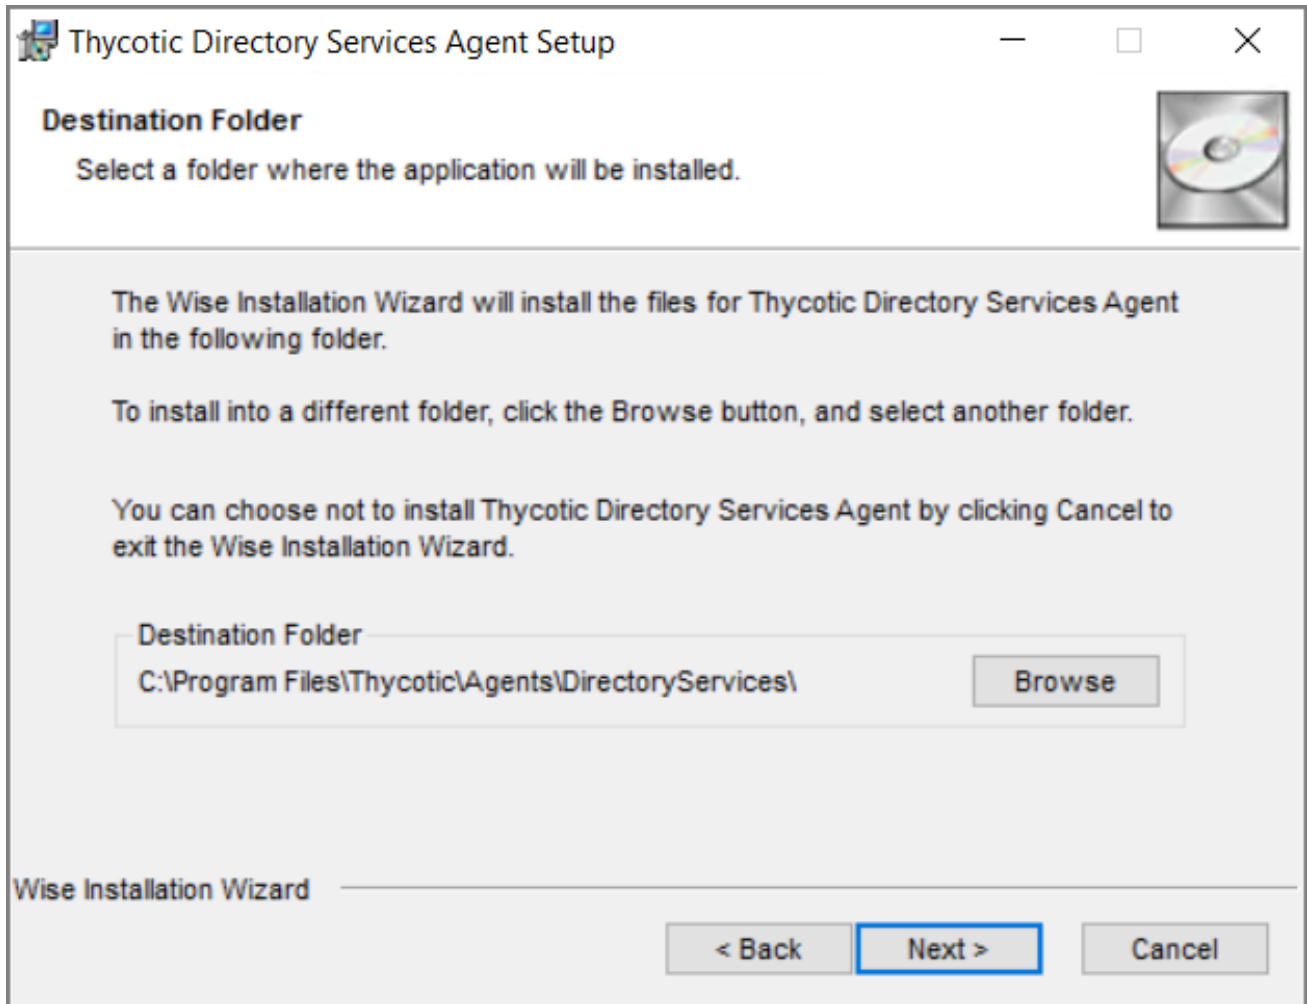 Thycotic Directory Services Agent Setup
Destination Folder
Select a folder where the application will be installed.
The Wise Installation Wizard will install the files for Thycotic Directory Services Agent
in the following folder.
To install into a different folder, click the Browse button, and select another folder.
You can choose not to install Thycotic Directory Services Agent by clicking Cancel to
exit the Wise Installation Wizard.
Destination Folder
C:\Program Files\Thycotic\Agents\DirectoryServices\
Browse
Wise Installation Wizard
< Back
Next >
Cancel